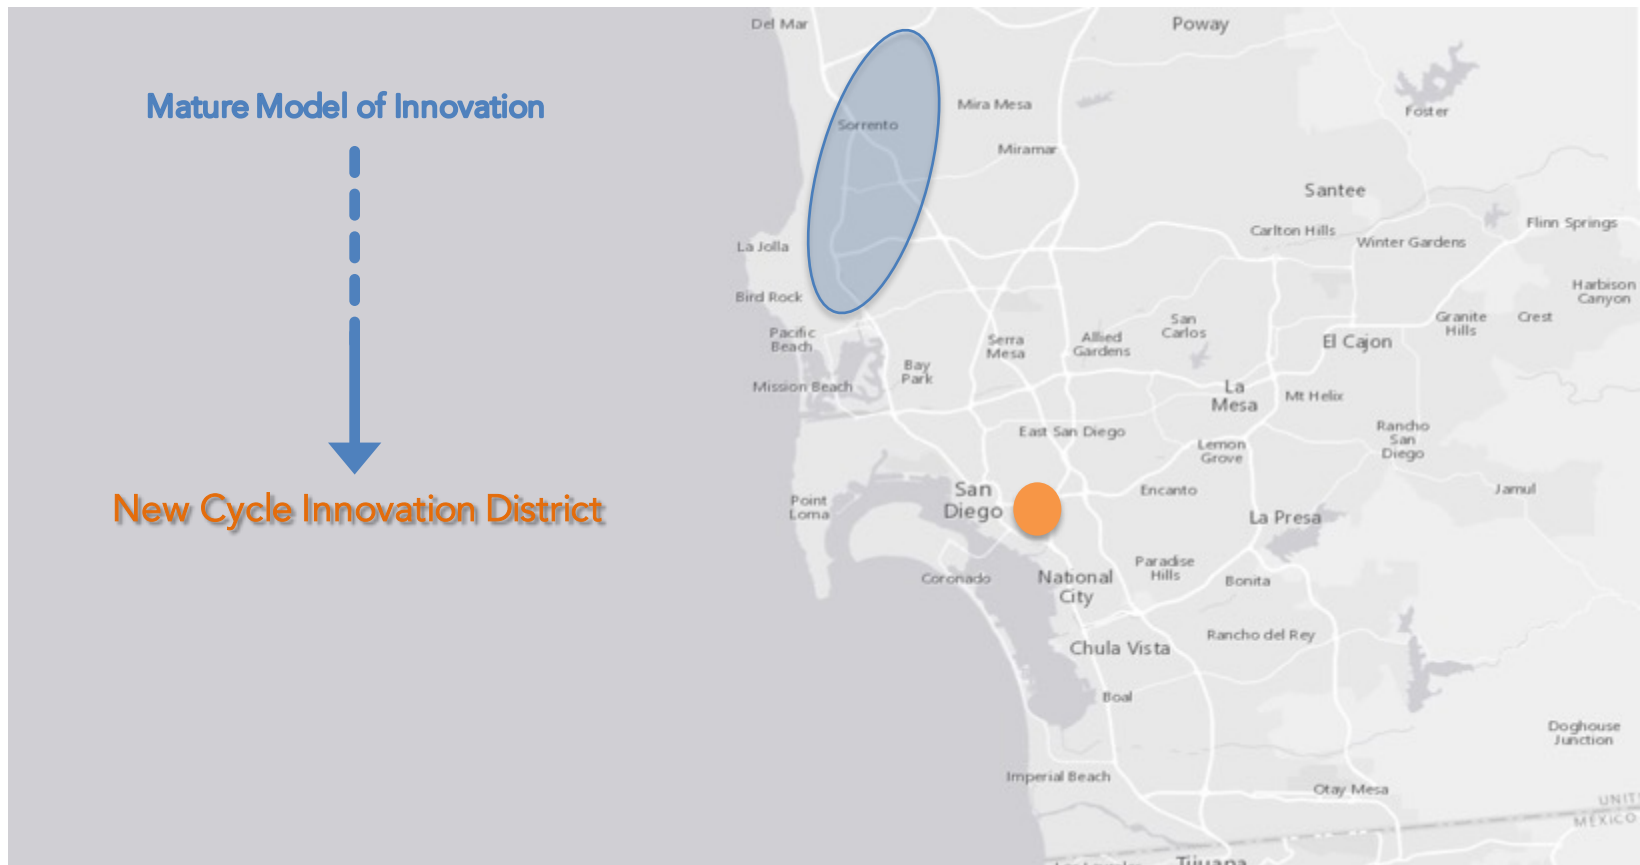 Del Mar
Poway
Mature Model of Innovation
Mira Mesa
Foster
Sorrento
Miramar
Santee
Flinn Springs
Carlton Hills
Winter Gardens
La Jolla
Harbison
Canyon
Bird Rock
Granite
Hills
Crest
San
Carlos
Pacific
Beach
Serra
Mesa
Allied
Gardens
El Cajon
Bay
Park
Mission Beach
La
Mesa
Mt Helix
East San Diego
Rancho
San
Diego
Lemon
Grove
New Cycle Innovation District
San
Diego
Encanto
Jamul
Point
Loma
La Presa
Paradise
Hills
Coronado
National
City
Bonita
Rancho del Rey
Chula Vista
Boal
Doghouse
Junction
Imperial Beach
Otay Mesa
UNIT
MEXICO
Tijuana